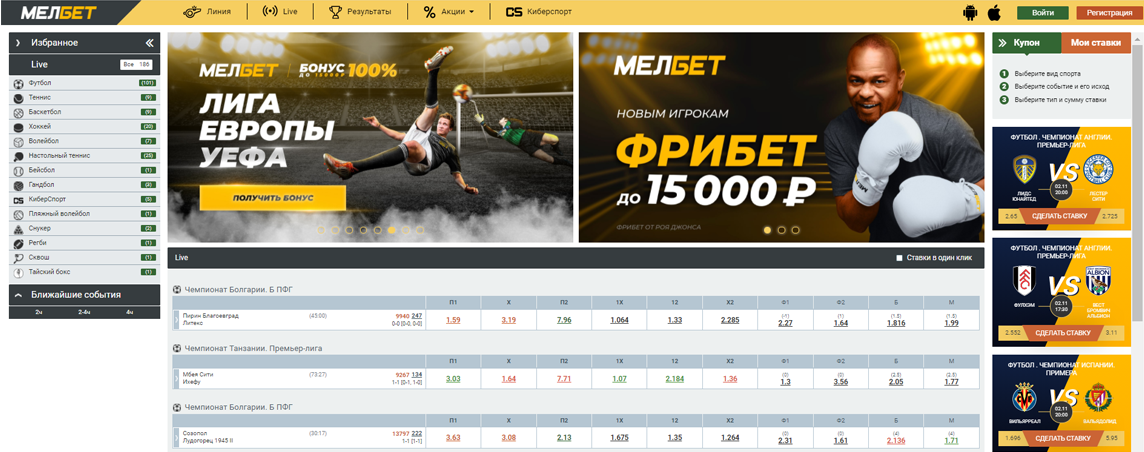 МЕЛБЕТ
Линия
Live
Результаты
% Акции
CS Киберспорт
Войти
Регистрация
Избранное
Live
Все 186
Футбол (101)
Теннис (9)
Баскетбол (9)
Хоккей (20)
Волейбол (7)
Настольный теннис (25)
Бейсбол (1)
Гандбол (3)
CS КиберСпорт (5)
Пляжный волейбол (1)
Снукер (2)
Регби (1)
Сквош (1)
Тайский бокс (1)
Ближайшие события
2ч 2-4ч 4ч
МЕЛБЕТ
БОНУС 100%
ЛИГА
ЕВРОПЫ
УЕФА
ПОЛУЧИТЬ БОНУС
МЕЛБЕТ
НОВЫМ ИГРОКАМ
ФРИБЕТ
до 15 000 ₽
ФРИБЕТ ОТ РОЯ ДЖОНСА
Live
Ставки в один клик
Чемпионат Болгарии. Б ПФГ
П1 X П2 1X 12 X2 Ф1 Ф2 Б М
Пирин Благоевград (45:00) 9940 247
Литекс 0-0 [0-0, 0-0]
1.59 3.19 7.96 1.064 1.33 2.285 (-1) 2.27 (1) 1.64 (1.5) 1.816 (1.5) 1.99
Чемпионат Танзании. Премьер-лига
П1 X П2 1X 12 X2 Ф1 Ф2 Б М
Мбея Сити (73:27) 9267 134
Ихефу 1-1 [0-1, 1-0]
3.03 1.64 7.71 1.07 2.184 1.36 (0) 1.3 (0) 3.56 (2.5) 2.05 (2.5) 1.77
Чемпионат Болгарии. Б ПФГ
П1 X П2 1X 12 X2 Ф1 Ф2 Б М
Созопол (30:17) 13797 222
Лудогорец 1945 II 1-1 [1-1]
3.63 3.08 2.13 1.675 1.35 1.264 (0) 2.31 (0) 1.61 (4) 2.136 (4) 1.71
Купон
Мои ставки
1 Выберите вид спорта
2 Выберите событие и его исход
3 Выберите тип и сумму ставки
ФУТБОЛ . ЧЕМПИОНАТ АНГЛИИ.
ПРЕМЬЕР-ЛИГА
VS
02.11
20:00
ЛИДС
ЮНАЙТЕД
ЛЕСТЕР
СИТИ
2.65 СДЕЛАТЬ СТАВКУ 2.725
ФУТБОЛ . ЧЕМПИОНАТ АНГЛИИ.
ПРЕМЬЕР-ЛИГА
ALBION
VS
02.11
17:30
ФУЛХЭМ
ВЕСТ
БРОМВИЧ
АЛЬБИОН
2.552 СДЕЛАТЬ СТАВКУ 3.11
ФУТБОЛ . ЧЕМПИОНАТ ИСПАНИИ.
ПРИМЕРА
VS
02.11
20:00
ВИЛЬЯРРЕАЛ
ВАЛЬЯДОЛИД
1.696 СДЕЛАТЬ СТАВКУ 5.95